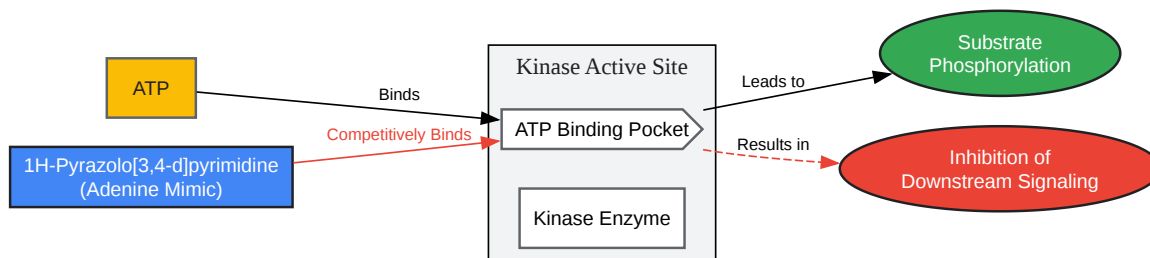 ATP
1H-Pyrazolo[3,4-d]pyrimidine
(Adenine Mimic)
Binds
Competitively Binds
Kinase Active Site
ATP Binding Pocket
Kinase Enzyme
Leads to
Results in
Substrate
Phosphorylation
Inhibition of
Downstream Signaling